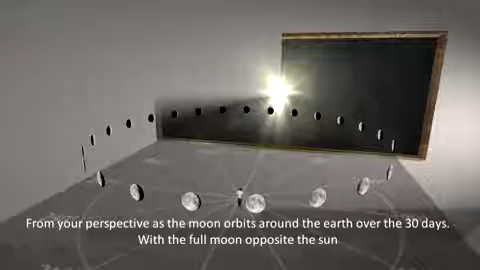 From your perspective as the moon orbits around the earth over the 30 days.
With the full moon opposite the sun